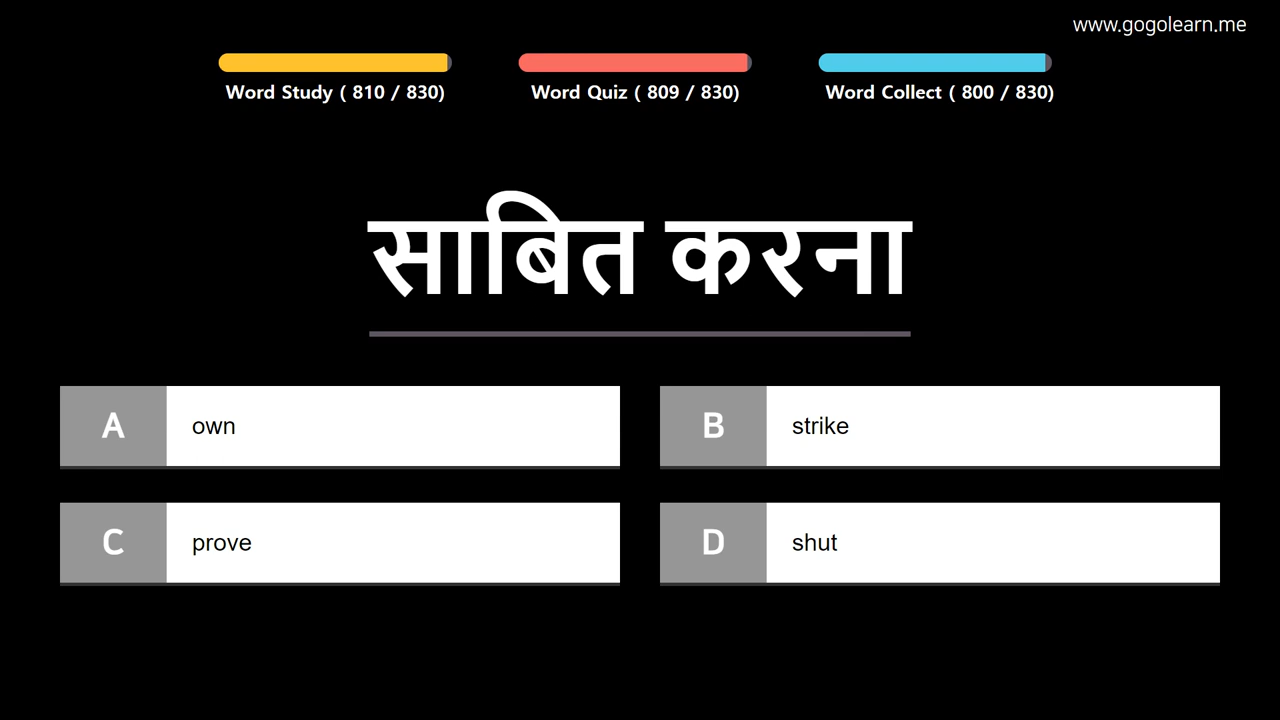 www.gogolearn.me
Word Study ( 810 / 830)
Word Quiz ( 809 / 830)
Word Collect ( 800 / 830)
साबित करना
A own
B strike
C prove
D shut